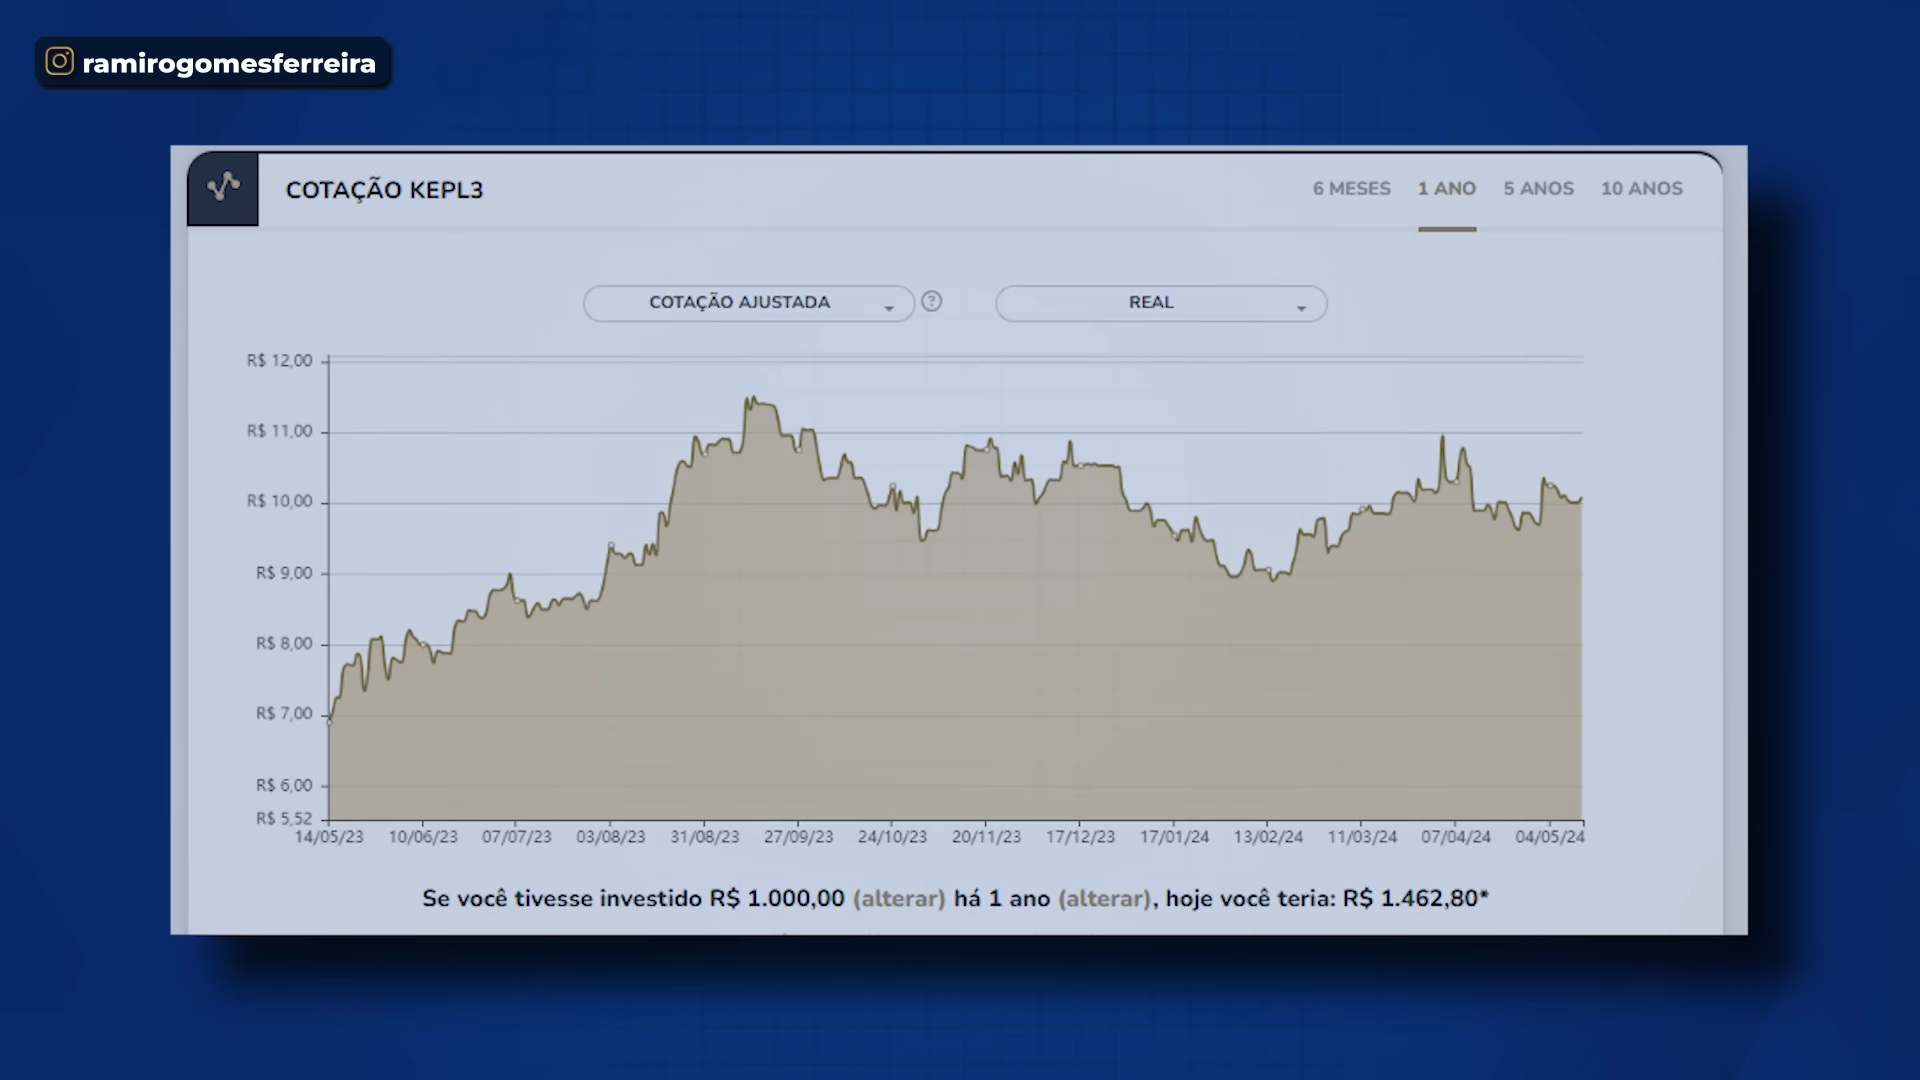 ramirogomesferreira
COTAÇÃO KEPL3
6 MESES 1 ANO 5 ANOS 10 ANOS
COTAÇÃO AJUSTADA ? REAL
R$ 12,00
R$ 11,00
R$ 10,00
R$ 9,00
R$ 8,00
R$ 7,00
R$ 6,00
R$ 5,52
14/05/23 10/06/23 07/07/23 03/08/23 31/08/23 27/09/23 24/10/23 20/11/23 17/12/23 17/01/24 13/02/24 11/03/24 07/04/24 04/05/24
Se você tivesse investido R$ 1.000,00 (alterar) há 1 ano (alterar), hoje você teria: R$ 1.462,80*